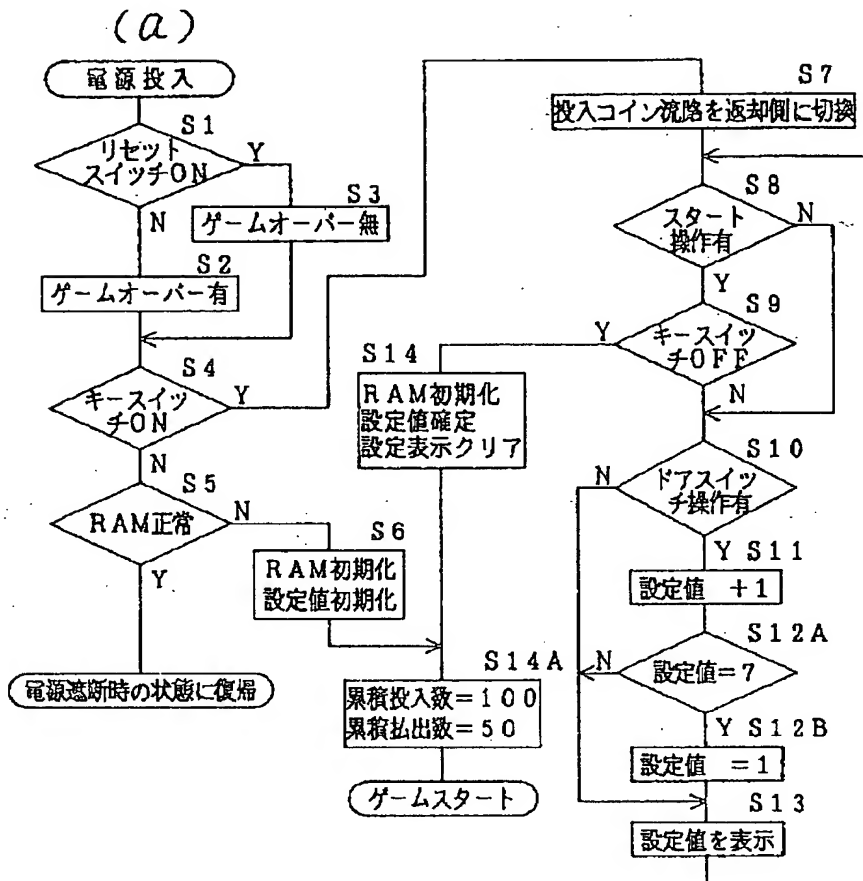 (a)
電源投入
S1
リセット
スイッチON
Y
N
S3
ゲームオーバー無
S2
ゲームオーバー有
S4
キースイッ
チON
Y
N
S5
RAM正常
N
Y
S6
RAM初期化
設定値初期化
電源遮断時の状態に復帰
S14
RAM初期化
設定値確定
設定表示クリア
S14A
累積投入数=100
累積払出数=50
ゲームスタート
S7
投入コイン流路を返却側に切換
S8
スタート
操作有
N
Y
S9
キースイッ
チOFF
Y
N
S10
ドアスイッ
チ操作有
N
Y S11
設定値 +1
S12A
設定値=7
N
Y S12B
設定値 =1
S13
設定値を表示